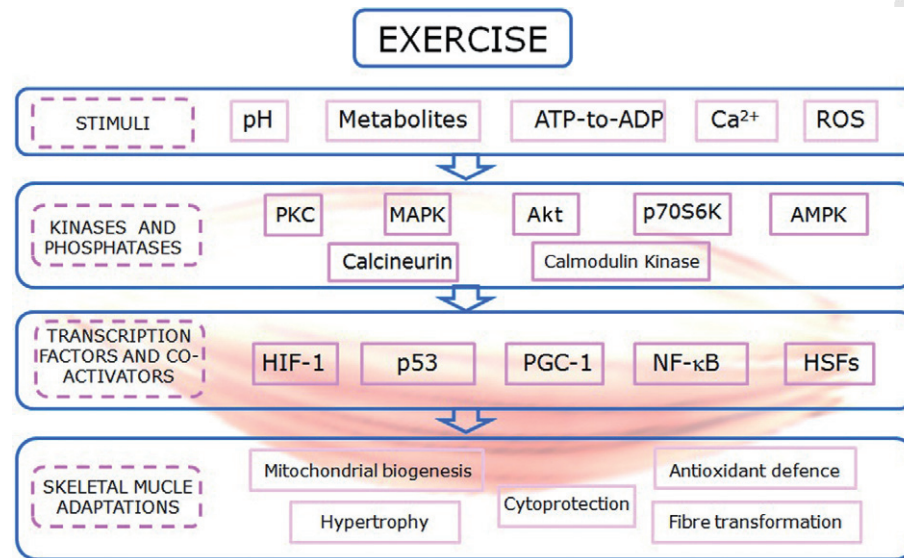 EXERCISE
STIMULI
pH
Metabolites
ATP-to-ADP
Ca²⁺
ROS
KINASES AND
PHOSPHATASES
PKC
MAPK
Akt
p70S6K
AMPK
Calcineurin
Calmodulin Kinase
TRANSCRIPTION
FACTORS AND CO-
ACTIVATORS
HIF-1
p53
PGC-1
NF-κB
HSFs
SKELETAL MUCLE
ADAPTATIONS
Mitochondrial biogenesis
Antioxidant defence
Cytoprotection
Hypertrophy
Fibre transformation